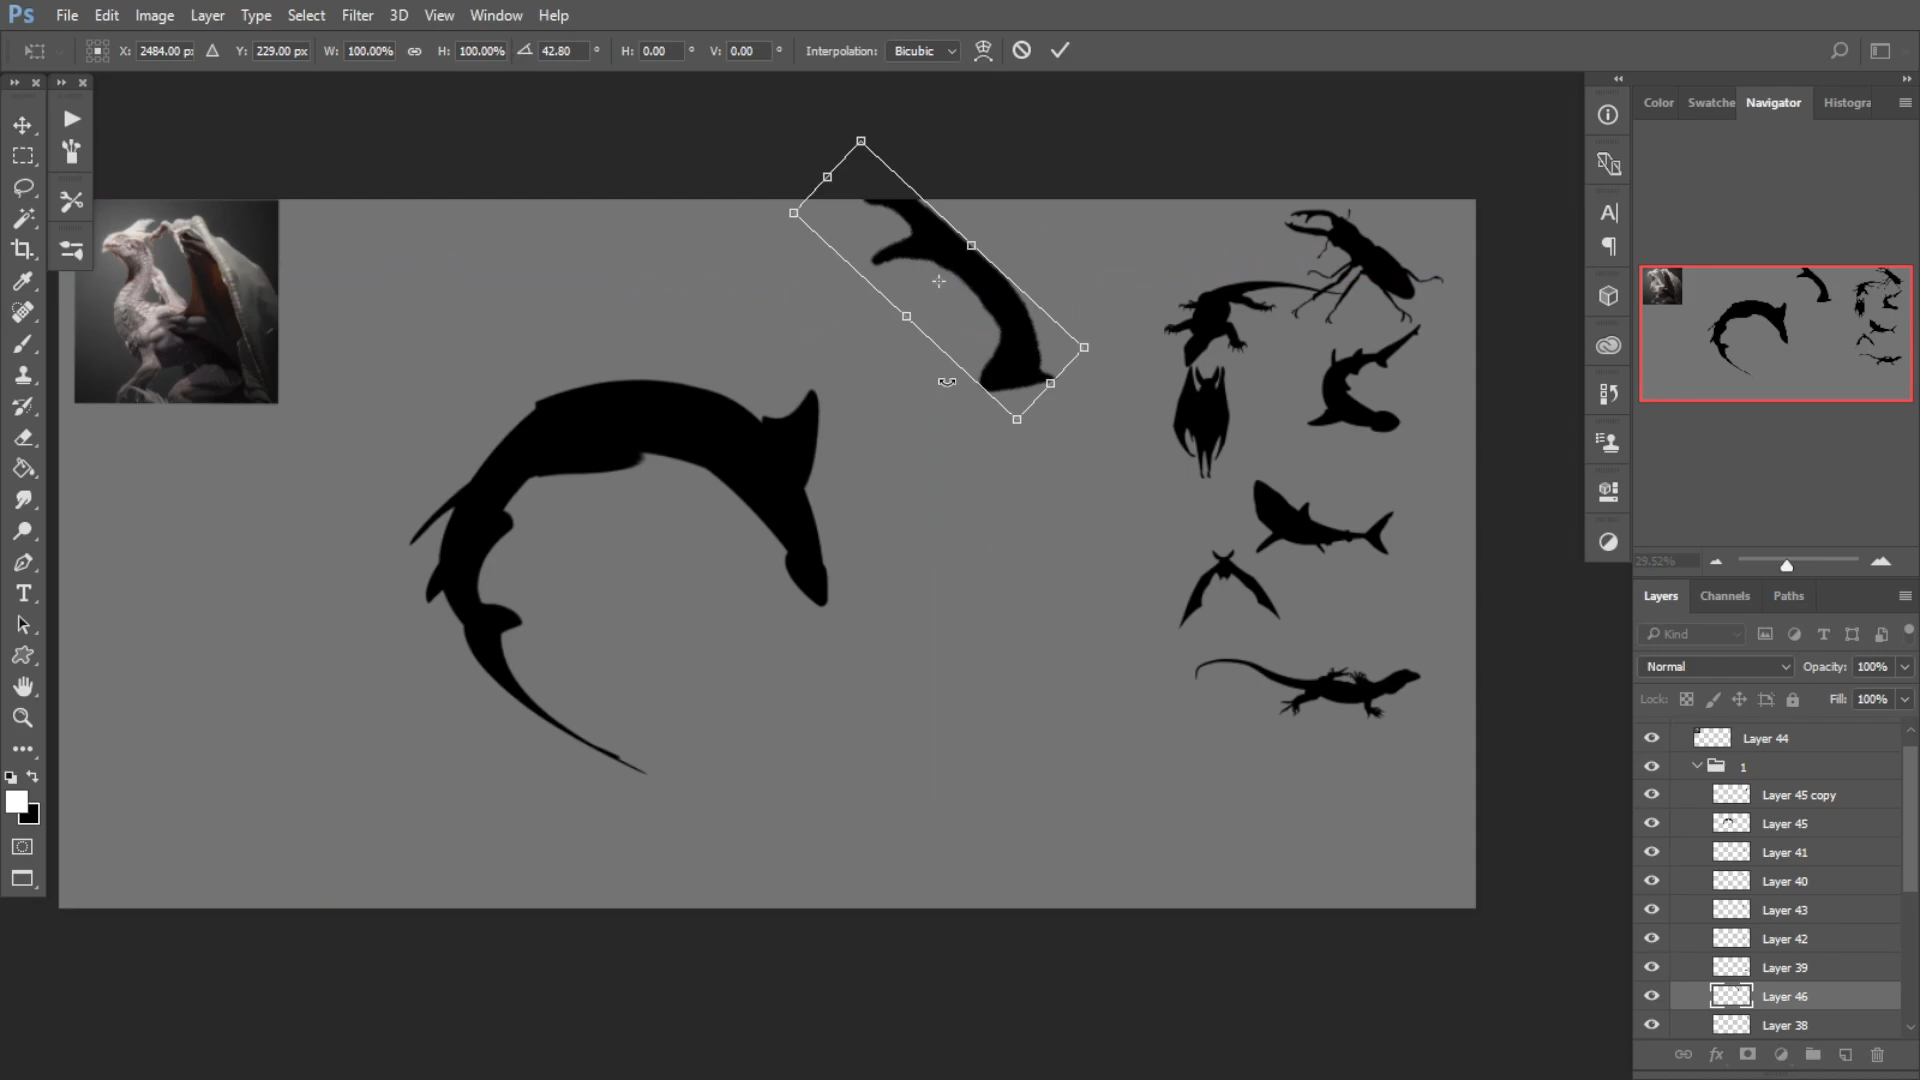 Ps File Edit Image Layer Type Select Filter 3D View Window Help
X: 2484.00 px Y: 229.00 px W: 100.00% H: 100.00% 42.80 ° H: 0.00 ° V: 0.00 ° Interpolation: Bicubic
Color Swatche Navigator Histogra
29.52%
Layers Channels Paths
Kind
Normal Opacity: 100%
Lock: Fill: 100%
Layer 44
1
Layer 45 copy
Layer 45
Layer 41
Layer 40
Layer 43
Layer 42
Layer 39
Layer 46
Layer 38